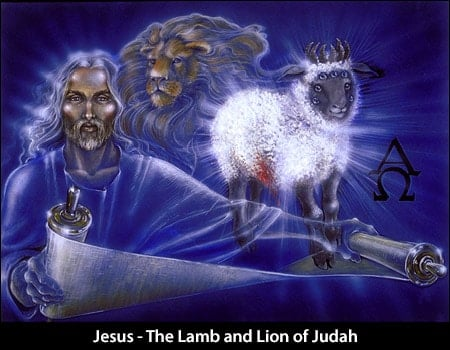 Α
Ω
Jesus - The Lamb and Lion of Judah